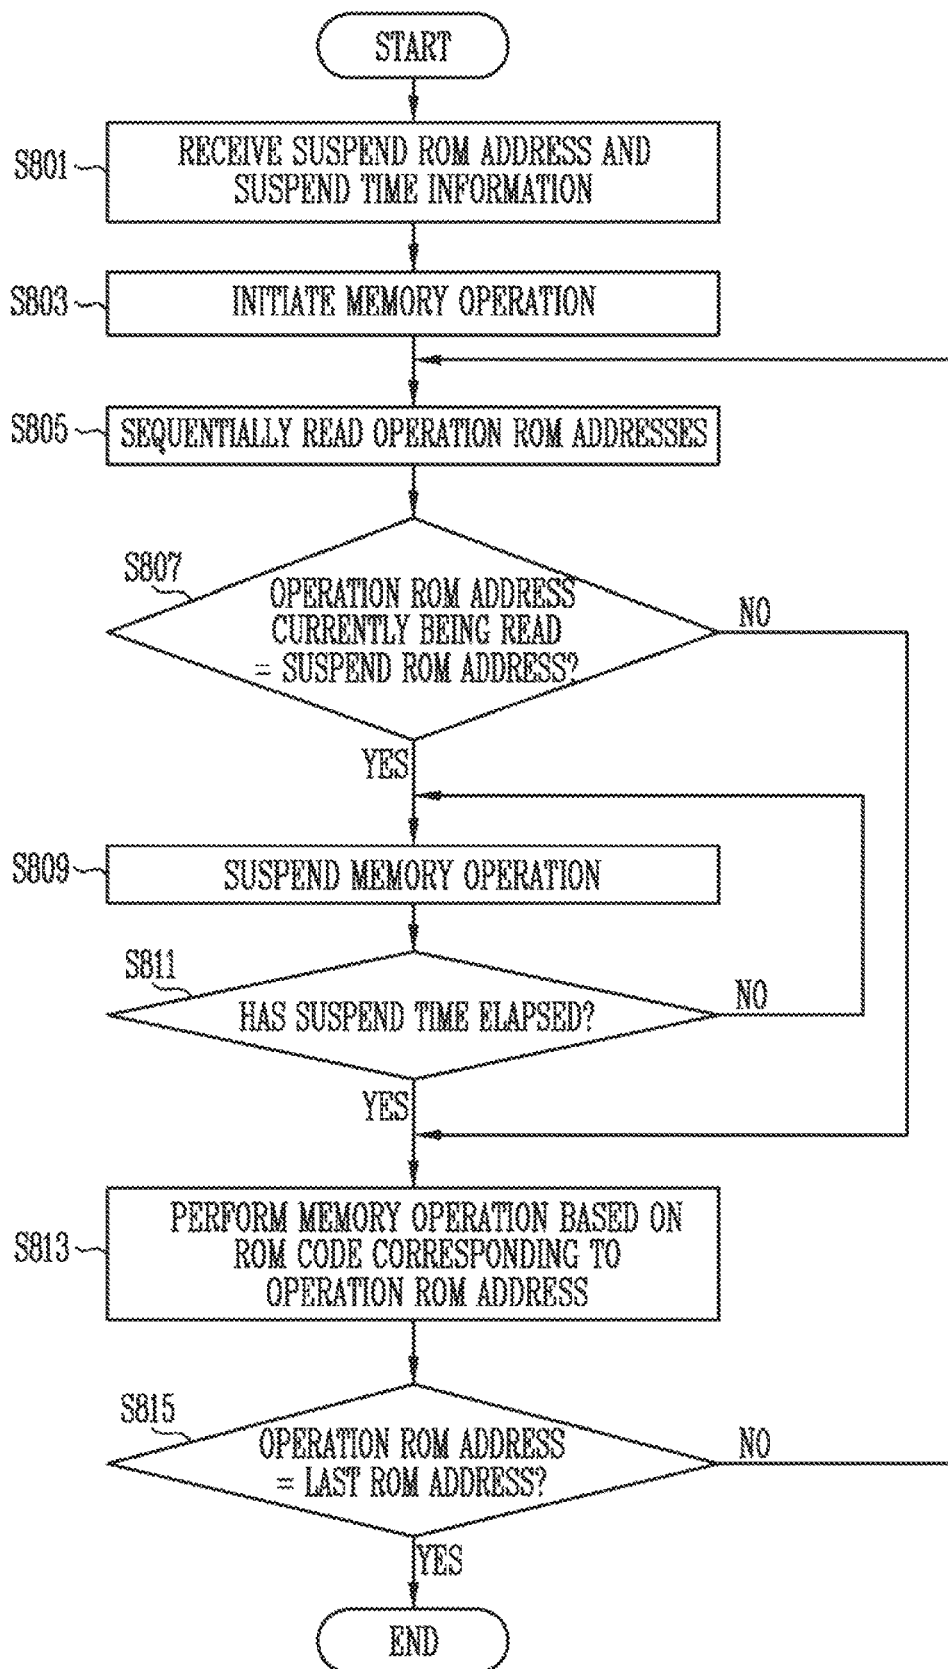 START
S801
RECEIVE SUSPEND ROM ADDRESS AND
SUSPEND TIME INFORMATION
S803
INITIATE MEMORY OPERATION
S805
SEQUENTIALLY READ OPERATION ROM ADDRESSES
S807
OPERATION ROM ADDRESS
CURRENTLY BEING READ
= SUSPEND ROM ADDRESS?
NO
YES
S809
SUSPEND MEMORY OPERATION
S811
HAS SUSPEND TIME ELAPSED?
NO
YES
S813
PERFORM MEMORY OPERATION BASED ON
ROM CODE CORRESPONDING TO
OPERATION ROM ADDRESS
S815
OPERATION ROM ADDRESS
= LAST ROM ADDRESS?
NO
YES
END